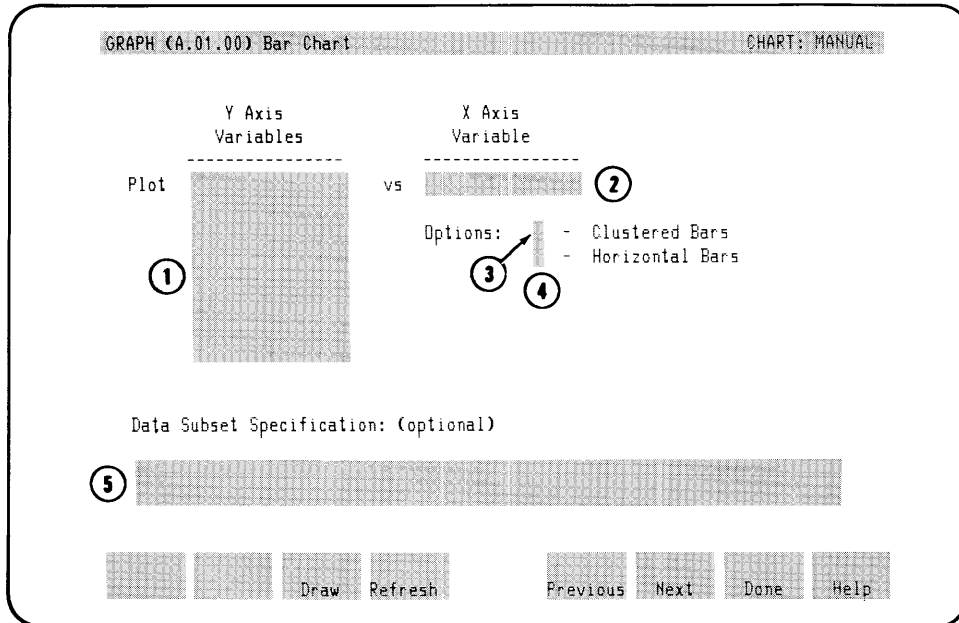 GRAPH (A.01.00) Bar Chart CHART: MANUAL
Y Axis X Axis
Variables Variable
---------------- ----------------
Plot vs 2
Options: - Clustered Bars
- Horizontal Bars
1 3 4
Data Subset Specification: (optional)
5
Draw Refresh Previous Next Done Help